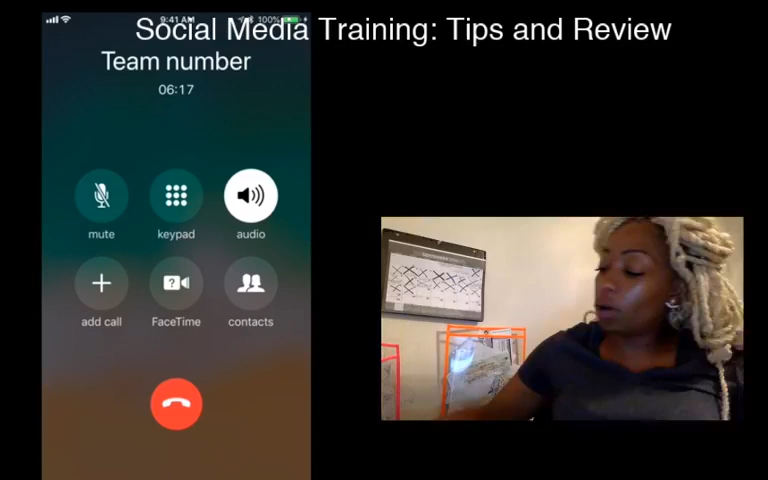 9:41 AM 100%
Social Media Training: Tips and Review
Team number
06:17
mute keypad audio
add call FaceTime contacts